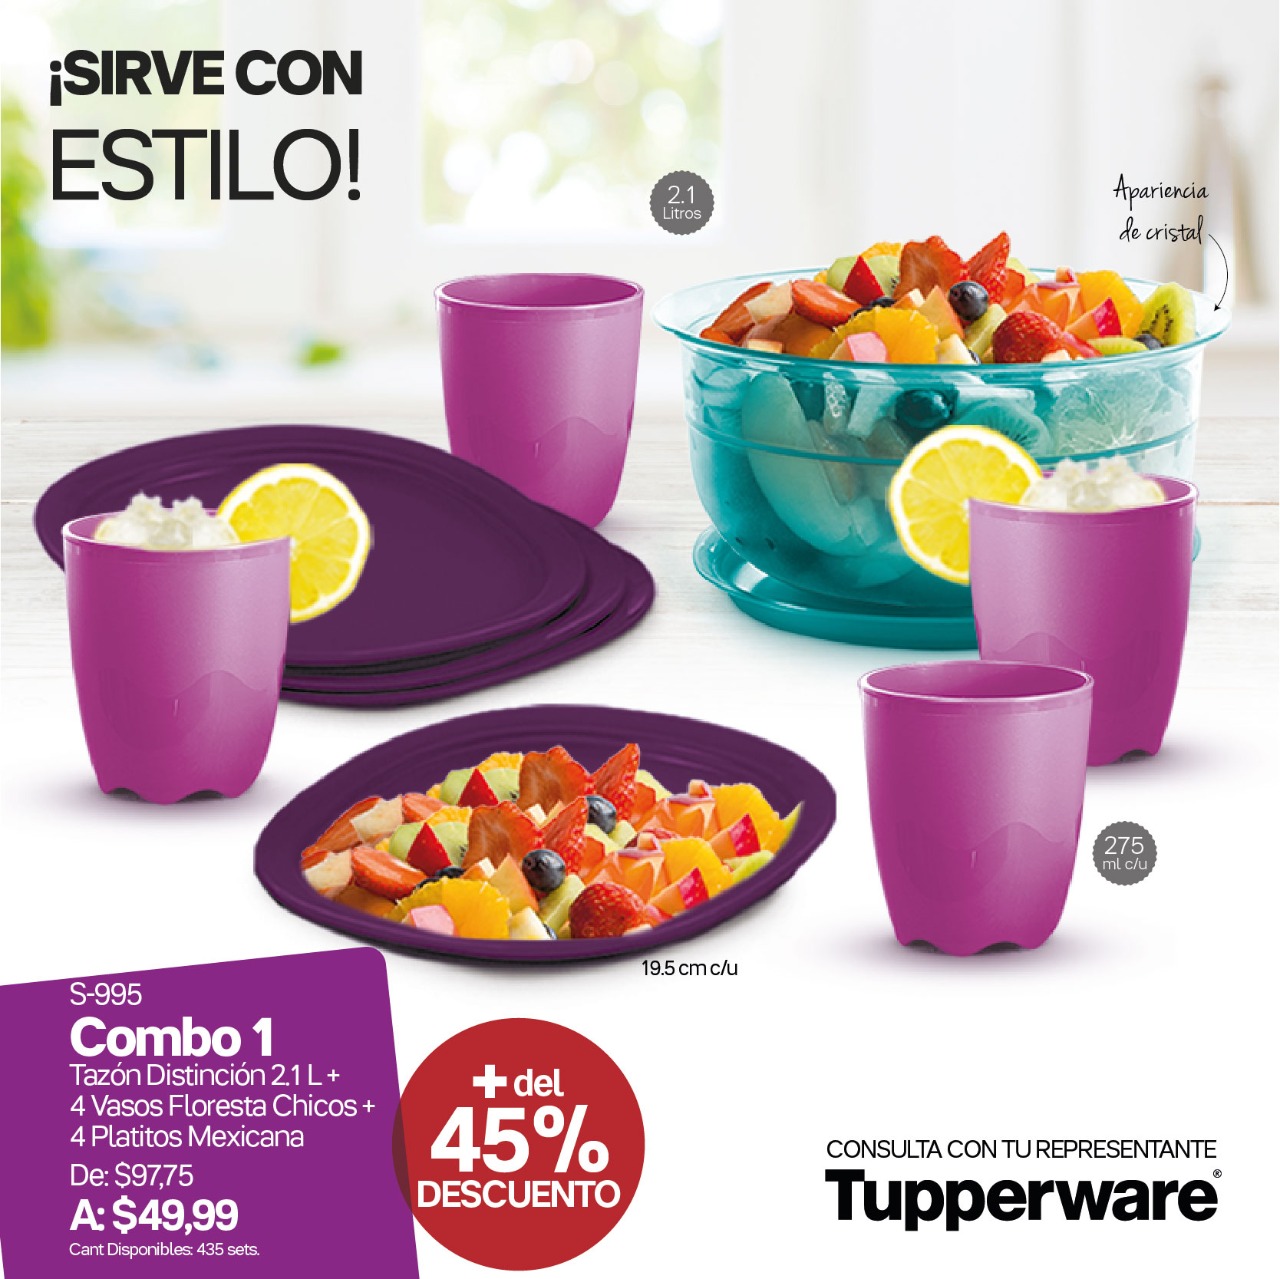 ¡SIRVE CON
ESTILO!
2.1
Litros
Apariencia
de cristal
275
ml c/u
19.5 cm c/u
S-995
Combo 1
Tazón Distinción 2.1 L +
4 Vasos Floresta Chicos +
4 Platitos Mexicana
De: $97,75
A: $49,99
Cant Disponibles: 435 sets.
+ del
45%
DESCUENTO
CONSULTA CON TU REPRESENTANTE
Tupperware®